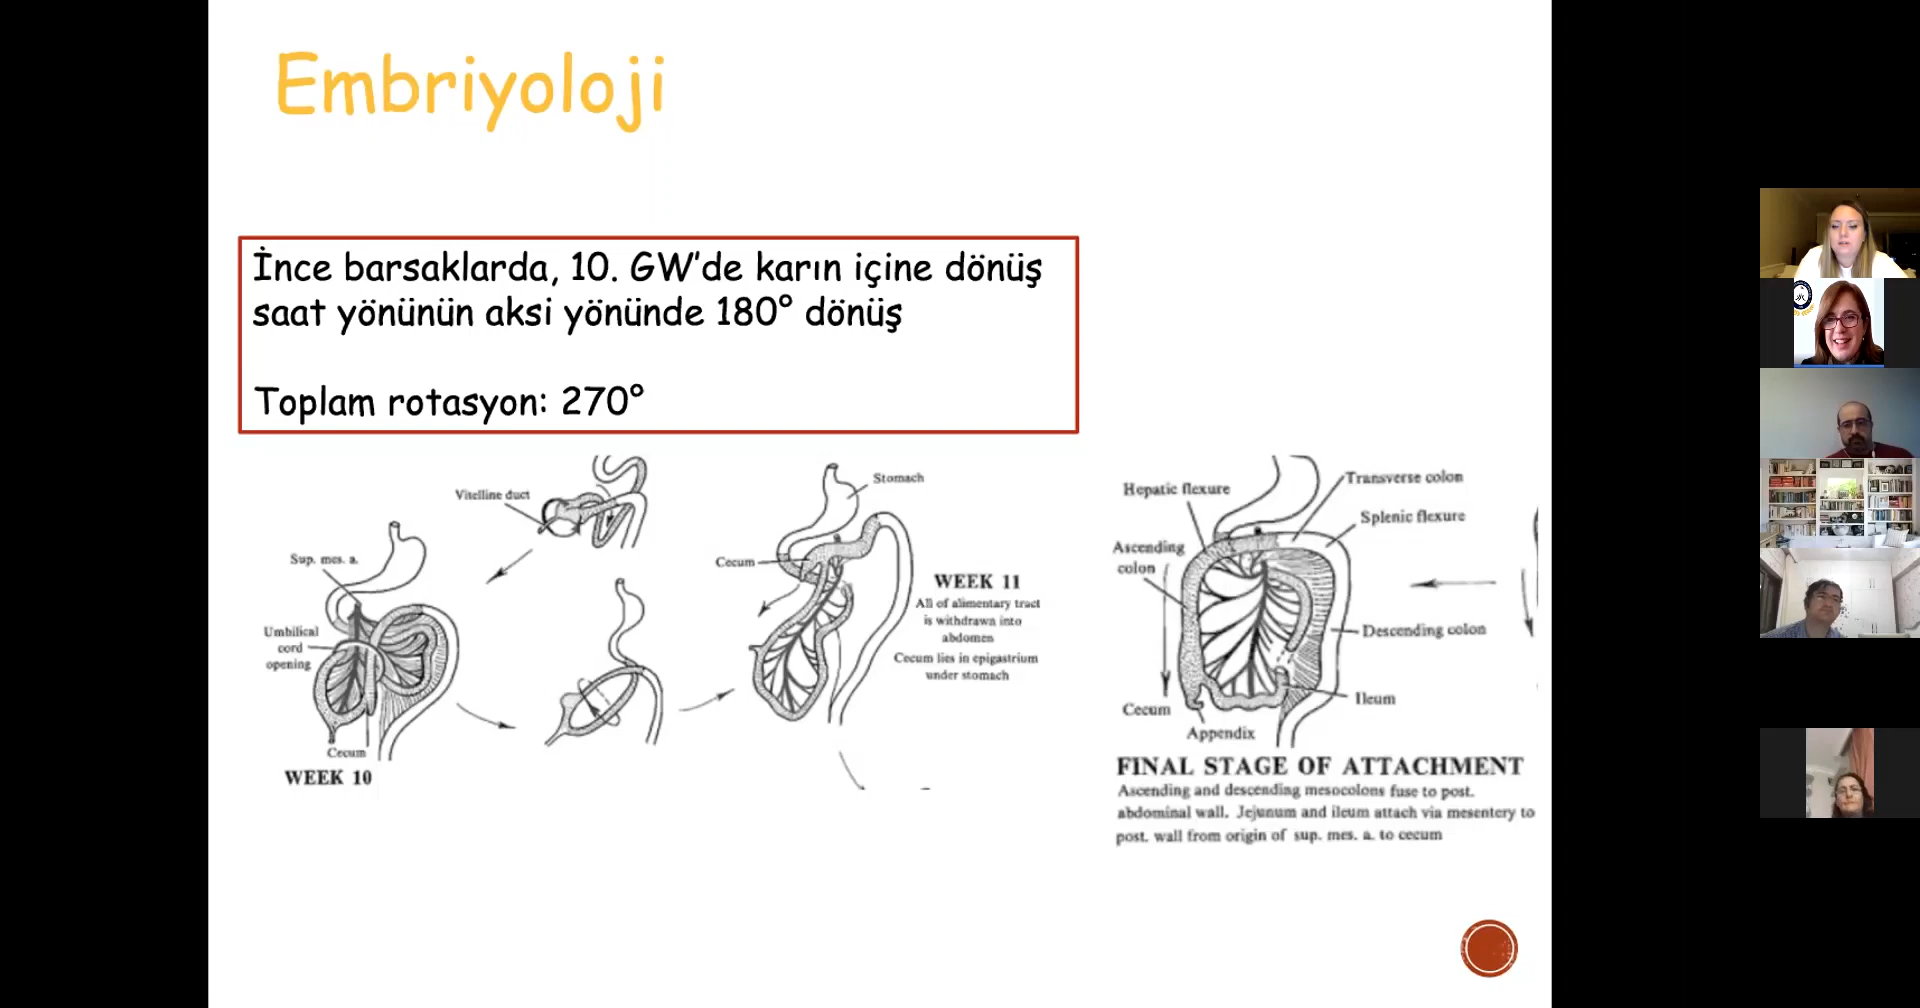 Embriyoloji
İnce barsaklarda, 10. GW'de karın içine dönüş
saat yönünün aksi yönünde 180° dönüş
Toplam rotasyon: 270°
Vitelline duct
Sup. mes. a.
Umbilical
cord
opening
Cecum
WEEK 10
Stomach
Cecum
WEEK 11
All of alimentary tract
is withdrawn into
abdomen
Cecum lies in epigastrium
under stomach
Hepatic flexure
Transverse colon
Splenic flexure
Ascending
colon
Descending colon
Ileum
Cecum
Appendix
FINAL STAGE OF ATTACHMENT
Ascending and descending mesocolons fuse to post.
abdominal wall. Jejunum and ileum attach via mesentery to
post. wall from origin of sup. mes. a. to cecum